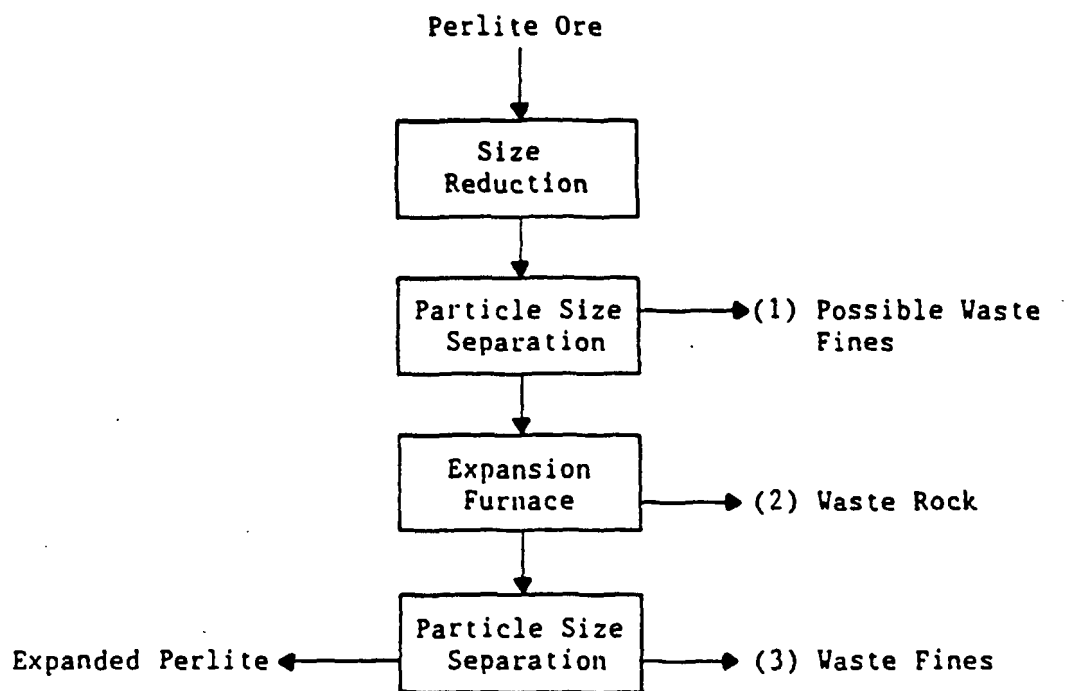 Perlite Ore
Size
Reduction
Particle Size
Separation
(1) Possible Waste
Fines
Expansion
Furnace
(2) Waste Rock
Particle Size
Separation
Expanded Perlite
(3) Waste Fines